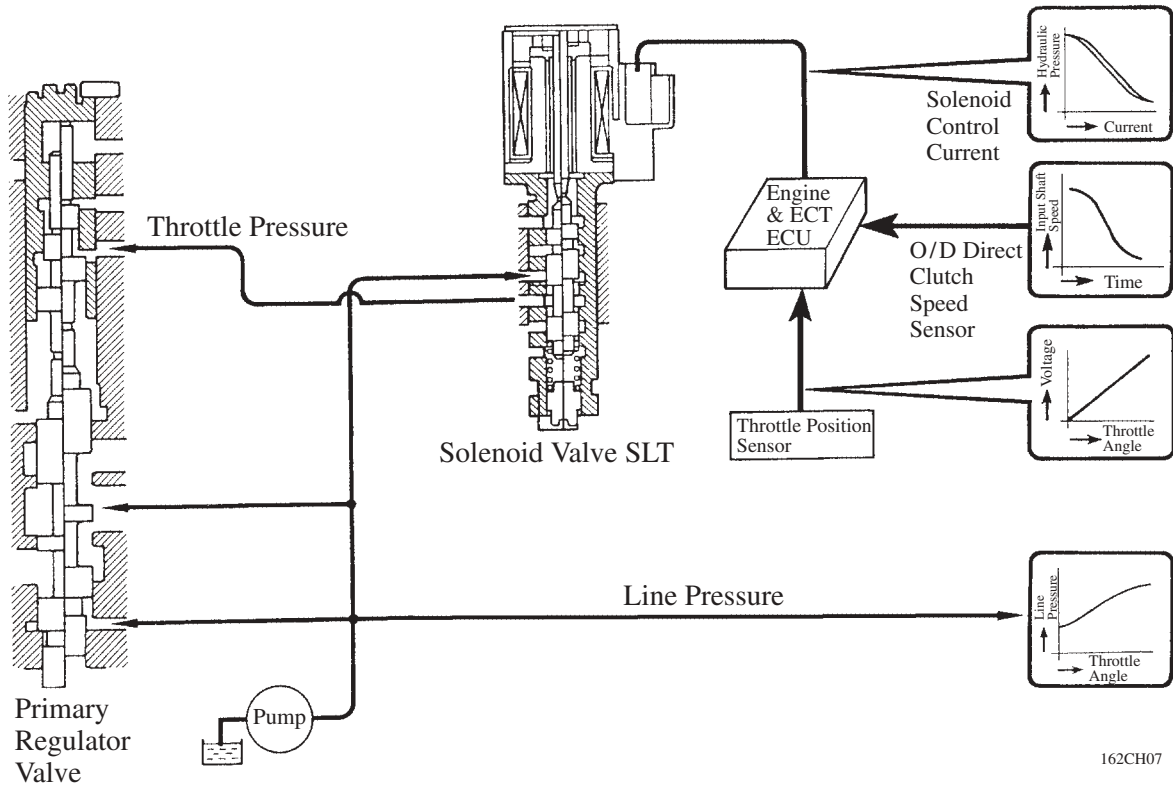 Hydraulic
Pressure
Current
Solenoid
Control
Current
Engine
& ECT
ECU
Input Shaft
Speed
Time
O/D Direct
Clutch
Speed
Sensor
Throttle Pressure
Voltage
Throttle
Angle
Throttle Position
Sensor
Solenoid Valve SLT
Line Pressure
Line
Pressure
Throttle
Angle
Primary
Regulator
Valve
Pump
162CH07